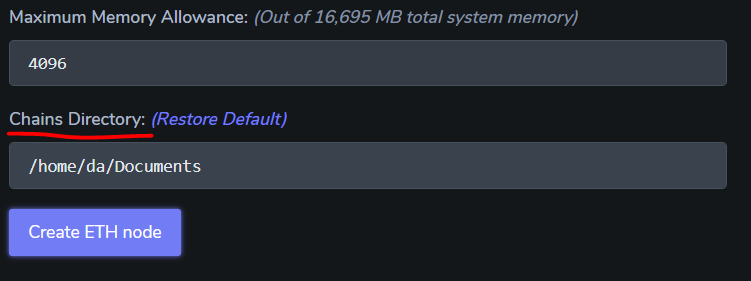 Maximum Memory Allowance: (Out of 16,695 MB total system memory)
4096
Chains Directory: (Restore Default)
/home/da/Documents
Create ETH node